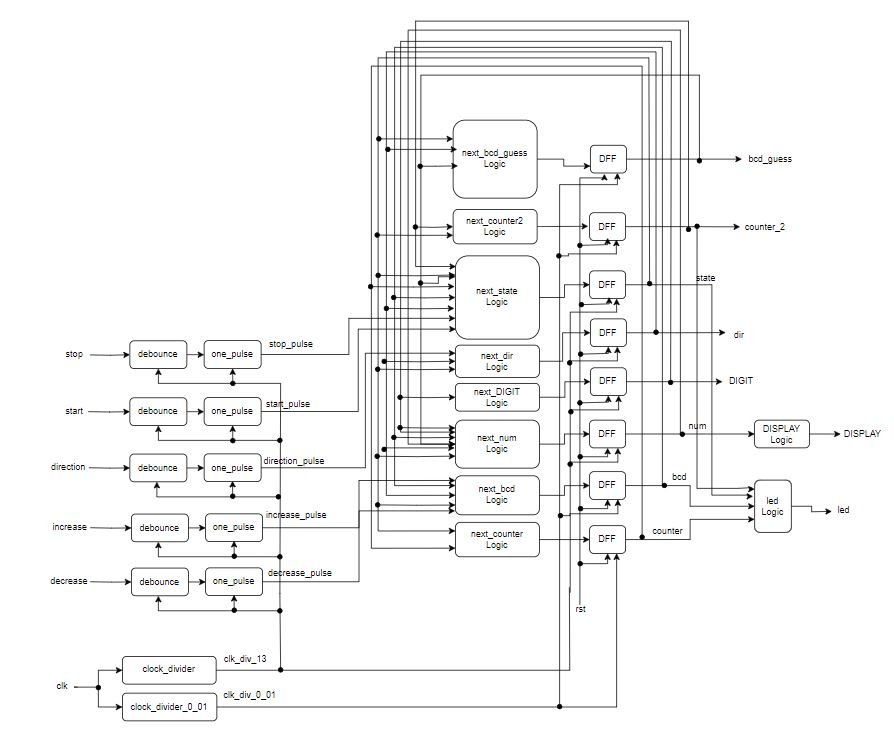 next_bcd_guess
Logic
DFF
bcd_guess
next_counter2
Logic
DFF
counter_2
next_state
Logic
DFF
state
stop
debounce
one_pulse
stop_pulse
next_dir
Logic
DFF
dir
next_DIGIT
Logic
DFF
DIGIT
start
debounce
one_pulse
start_pulse
next_num
Logic
DFF
num
DISPLAY
Logic
DISPLAY
direction
debounce
one_pulse
direction_pulse
next_bcd
Logic
DFF
bcd
led
Logic
led
increase
debounce
one_pulse
increase_pulse
next_counter
Logic
DFF
counter
decrease
debounce
one_pulse
decrease_pulse
rst
clk
clock_divider
clk_div_13
clock_divider_0_01
clk_div_0_01